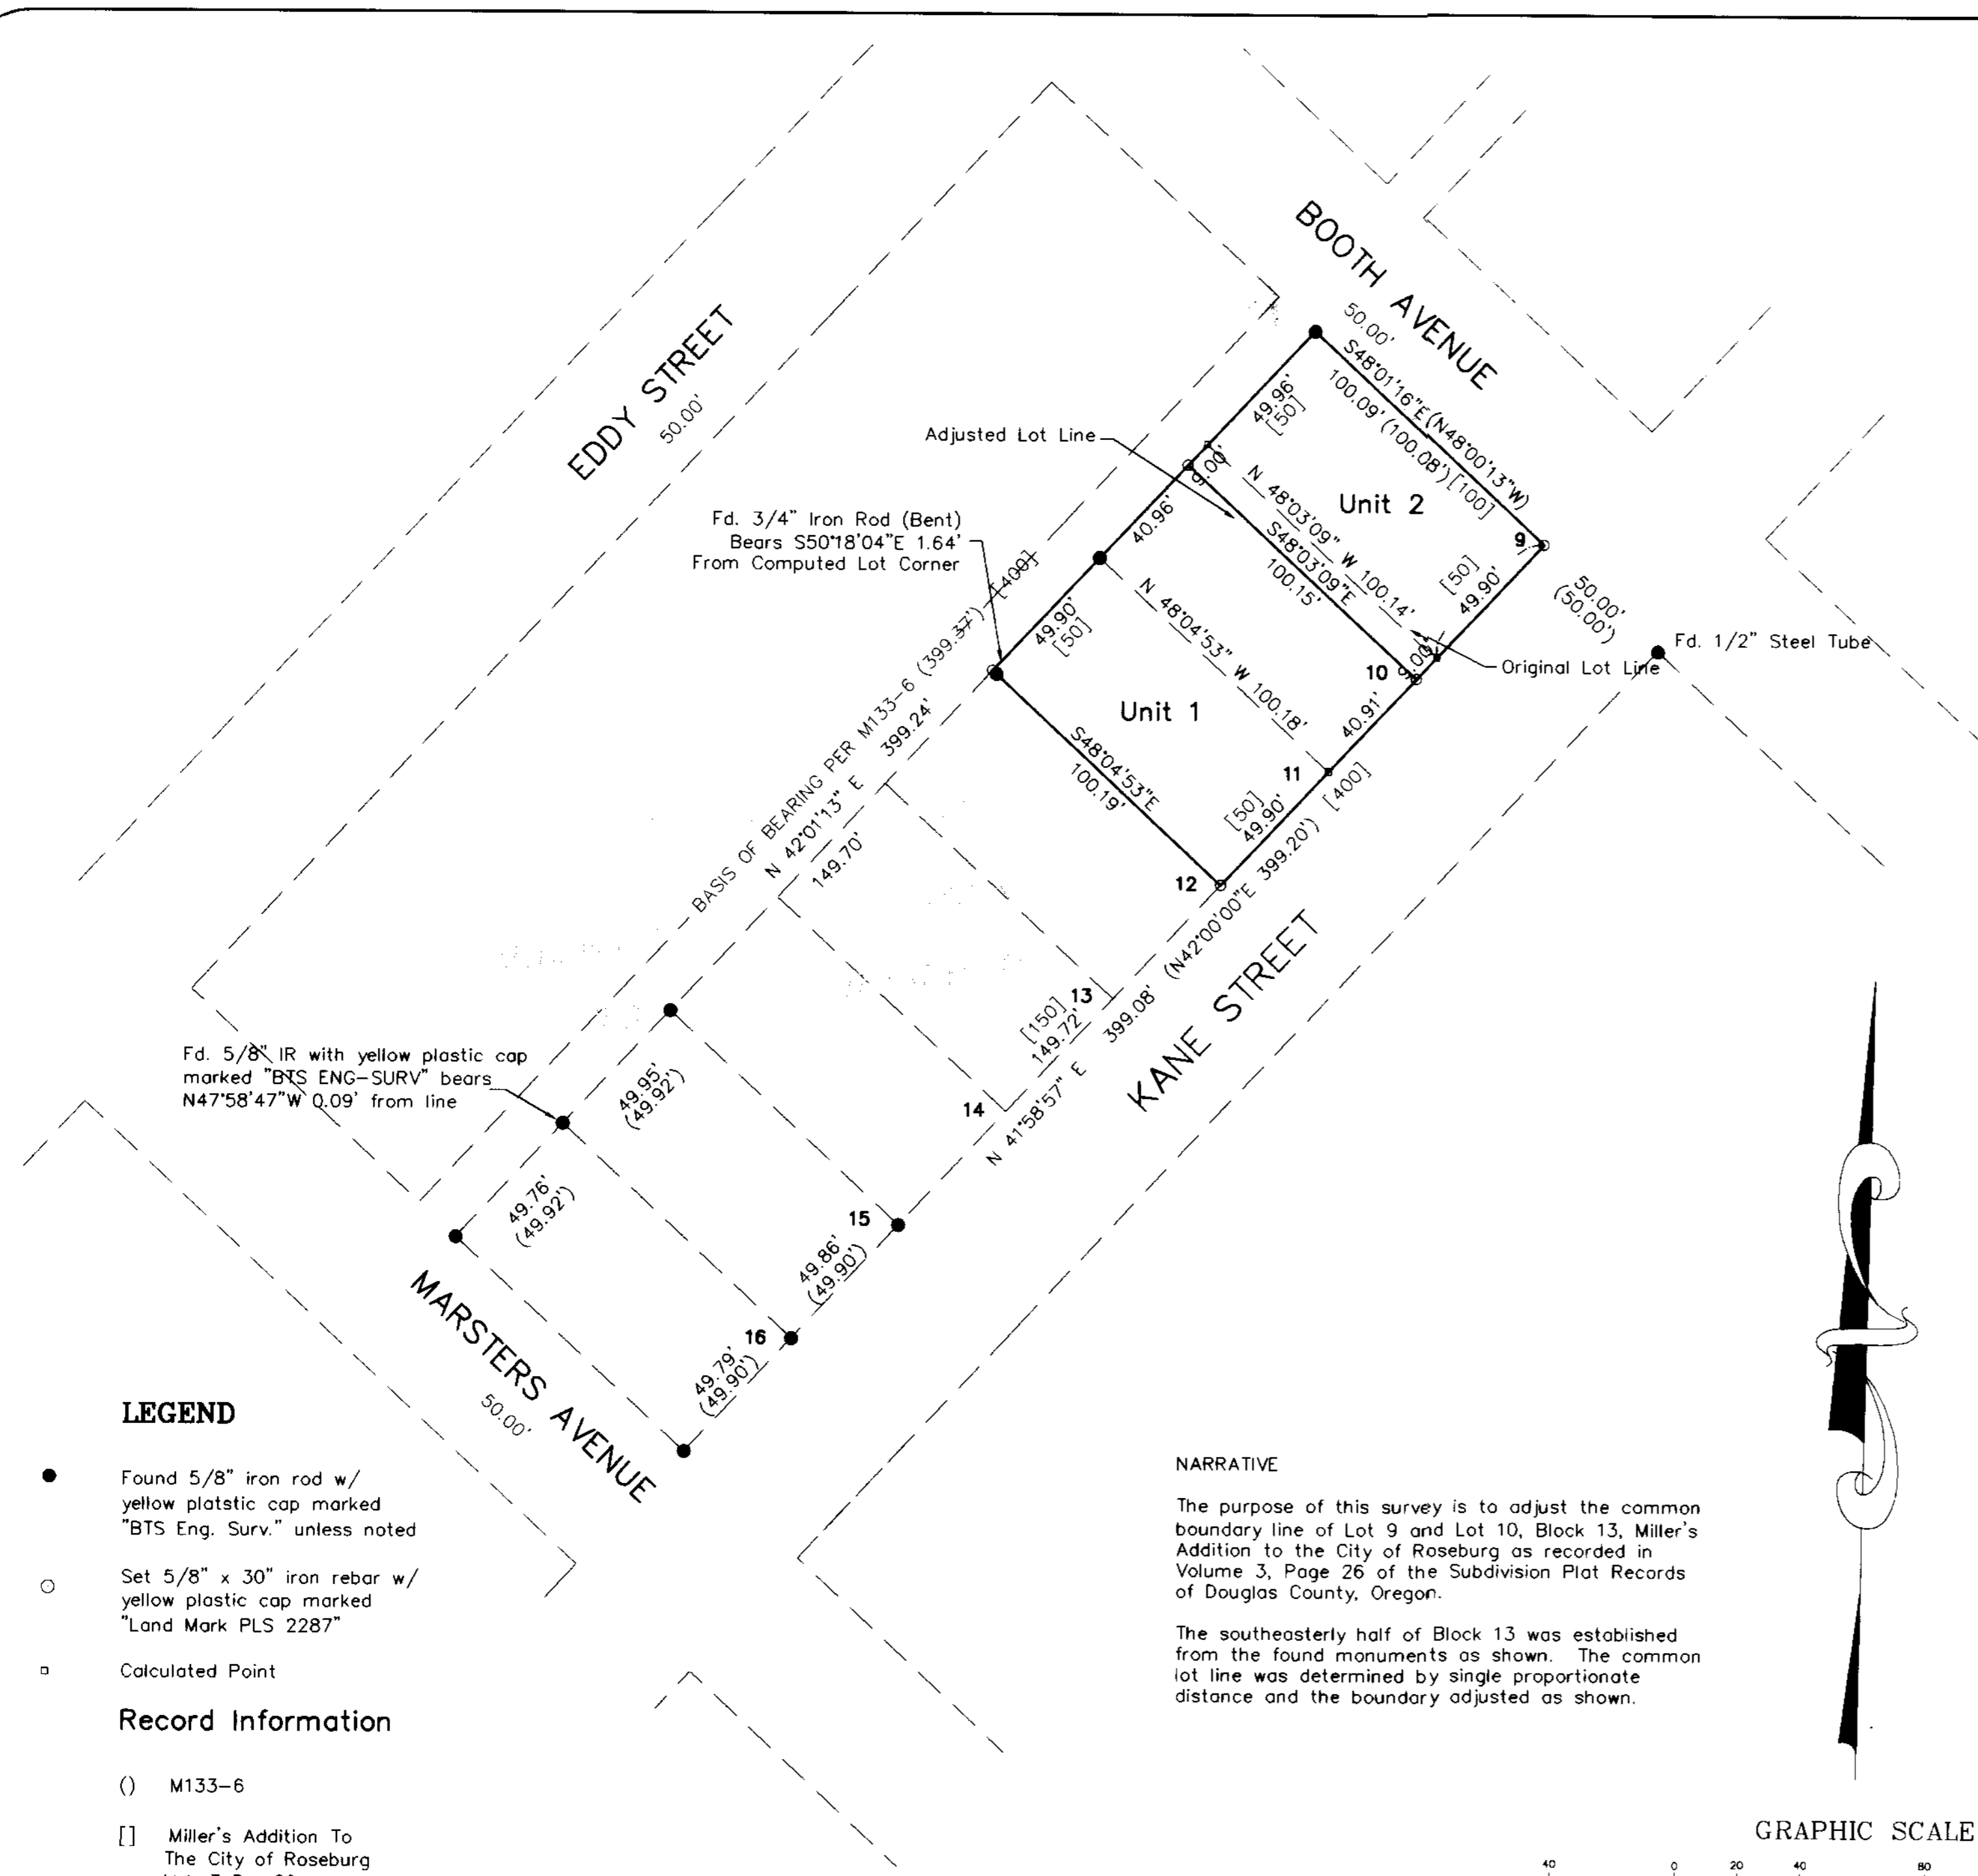 BOOTH AVENUE
50.00'
S48°01'16"E (N48°00'13"W)
100.09' (100.08') [100]
EDDY STREET
50.00'
49.96'
[50]
Adjusted Lot Line
9.00'
N 48°03'09" W 100.14'
Unit 2
S48°03'09"E
100.15'
9
[50]
49.90'
50.00'
(50.00')
Fd. 1/2" Steel Tube
Fd. 3/4" Iron Rod (Bent)
Bears S50°18'04"E 1.64'
From Computed Lot Corner
40.96'
9.00'
10
Original Lot Line
49.90'
[50]
N 48°04'53" W 100.18'
Unit 1
40.91'
11
S48°04'53"E
100.19'
[50]
49.90'
12
BASIS OF BEARING PER M133-6 (399.37') [400]
N 42°01'13" E 399.24'
149.70'
13
[150]
149.72'
N 41°58'57" E 399.08' (N42°00'00"E 399.20') [400]
KANE STREET
14
Fd. 5/8" IR with yellow plastic cap
marked "BTS ENG-SURV" bears
N47°58'47"W 0.09' from line
49.95'
(49.92')
49.76'
(49.92')
15
49.86'
(49.90')
16
49.79'
(49.90')
MARSTERS AVENUE
50.00'
LEGEND
Found 5/8" iron rod w/
yellow platstic cap marked
"BTS Eng. Surv." unless noted
Set 5/8" x 30" iron rebar w/
yellow plastic cap marked
"Land Mark PLS 2287"
Calculated Point
Record Information
() M133-6
[] Miller's Addition To
The City of Roseburg
NARRATIVE
The purpose of this survey is to adjust the common
boundary line of Lot 9 and Lot 10, Block 13, Miller's
Addition to the City of Roseburg as recorded in
Volume 3, Page 26 of the Subdivision Plat Records
of Douglas County, Oregon.
The southeasterly half of Block 13 was established
from the found monuments as shown. The common
lot line was determined by single proportionate
distance and the boundary adjusted as shown.
GRAPHIC SCALE
40 0 20 40 80